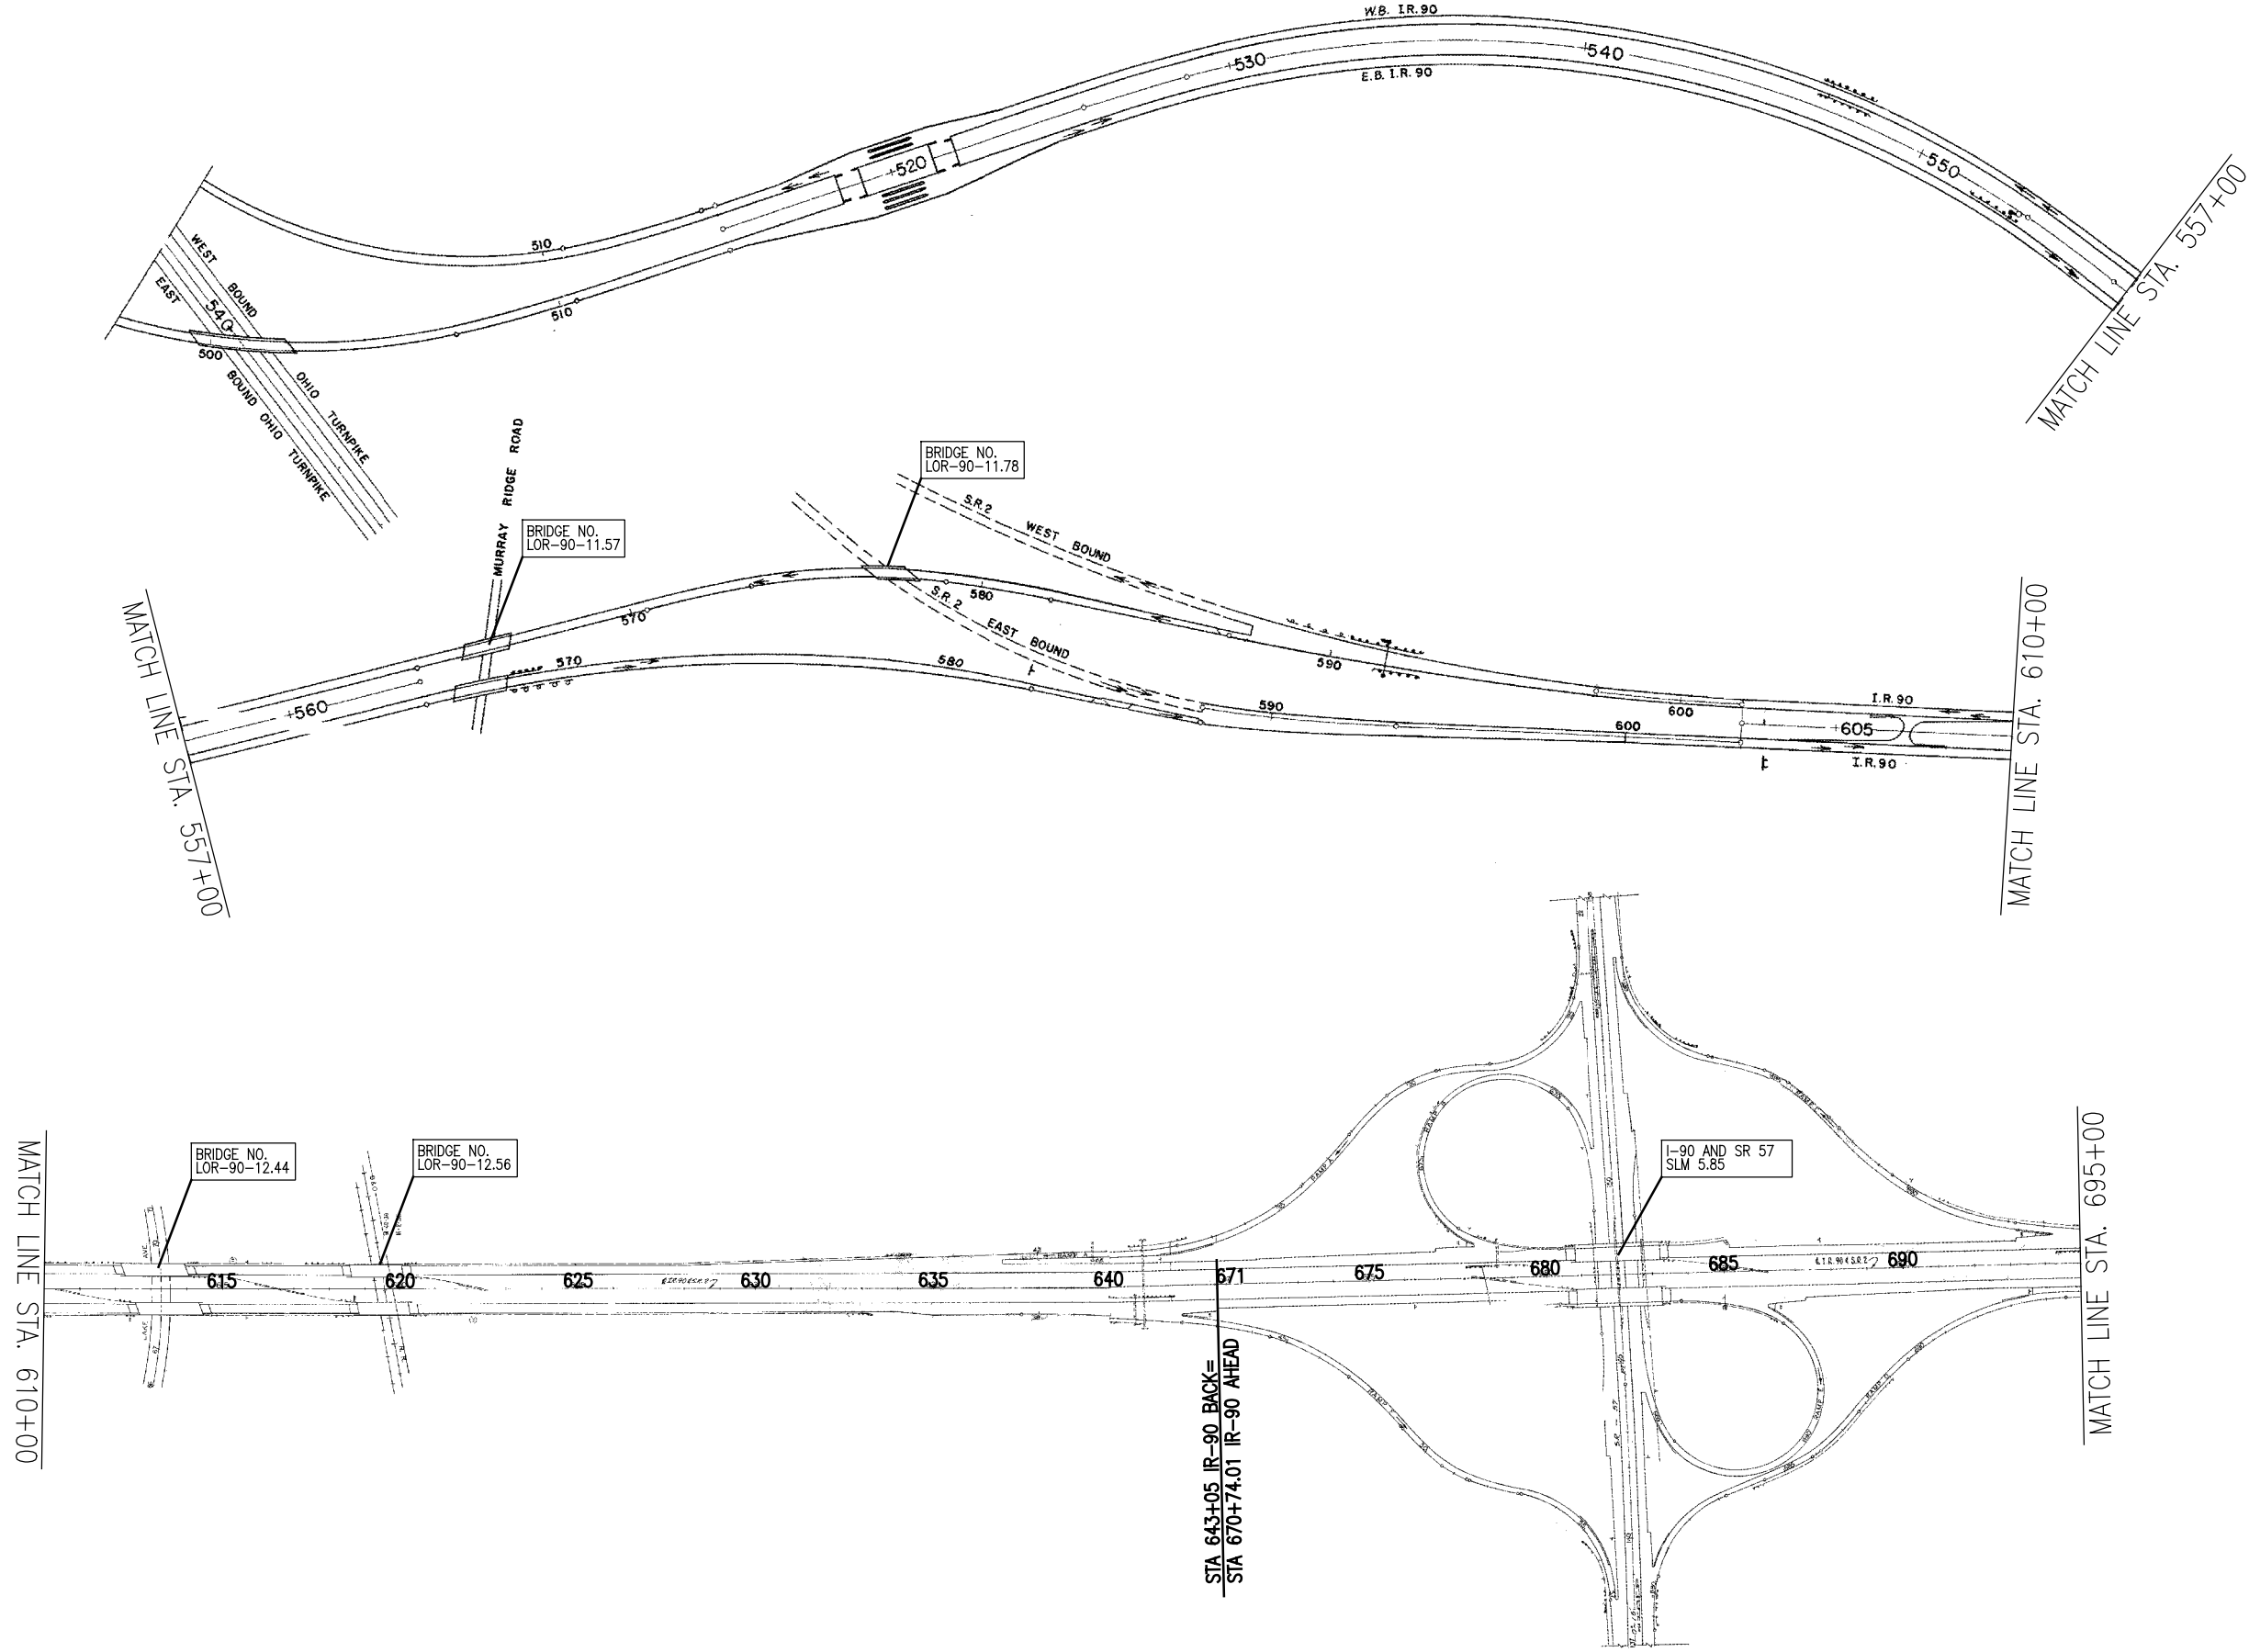 W.B. I.R. 90
+530
+540
E.B. I.R. 90
+520
+550
WEST BOUND OHIO TURNPIKE
EAST BOUND OHIO TURNPIKE
540
500
510
510
MATCH LINE STA. 557+00
MURRAY RIDGE ROAD
BRIDGE NO.
LOR-90-11.57
BRIDGE NO.
LOR-90-11.78
S.R. 2 WEST BOUND
S.R. 2 EAST BOUND
MATCH LINE STA. 557+00
+560
570
570
580
580
590
590
600
600
I.R. 90
+605
I.R. 90
MATCH LINE STA. 610+00
MATCH LINE STA. 610+00
BRIDGE NO.
LOR-90-12.44
BRIDGE NO.
LOR-90-12.56
LAKE AVE
615
620
625
630
635
640
671
675
680
685
690
RAMP A
STA 643+05 IR-90 BACK=
STA 670+74.01 IR-90 AHEAD
I-90 AND SR 57
SLM 5.85
MATCH LINE STA. 695+00